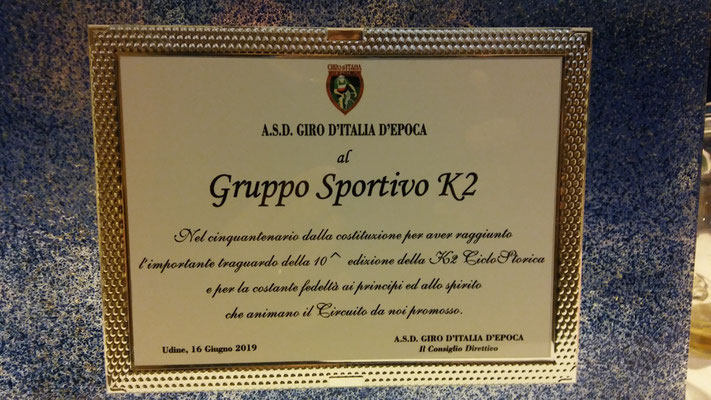 GIRO D'ITALIA
A.S.D. GIRO D'ITALIA D'EPOCA
al
Gruppo Sportivo K2
Nel cinquantenario dalla costituzione per aver raggiunto
l'importante traguardo della 10^ edizione della K2 CicloStorica
e per la costante fedeltà ai principi ed allo spirito
che animano il Circuito da noi promosso.
Udine, 16 Giugno 2019
A.S.D. GIRO D'ITALIA D'EPOCA
Il Consiglio Direttivo